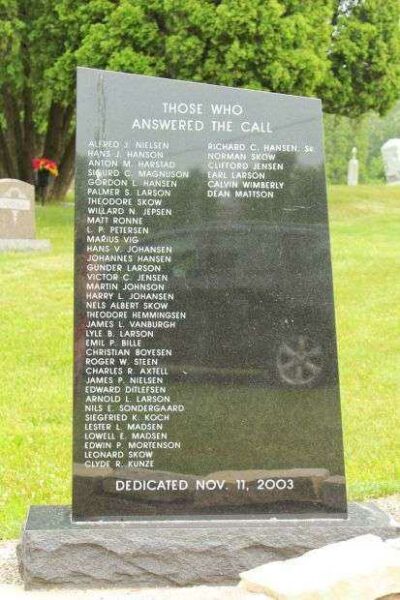 THOSE WHO
ANSWERED THE CALL
ALFRED J. NIELSEN
HANS J. HANSON
ANTON M. HARSTAD
SIGURD C. MAGNUSON
GORDON L. HANSEN
PALMER S. LARSON
THEODORE SKOW
WILLARD N. JEPSEN
MATT RONNE
L. P. PETERSEN
MARIUS VIG
HANS V. JOHANSEN
JOHANNES HANSEN
GUNDER LARSON
VICTOR C. JENSEN
MARTIN JOHNSON
HARRY L. JOHANSEN
NELS ALBERT SKOW
THEODORE HEMMINGSEN
JAMES L. VANBURGH
LYLE B. LARSON
EMIL P. BILLE
CHRISTIAN BOYESEN
ROGER W. STEEN
CHARLES R. AXTELL
JAMES P. NIELSEN
EDWARD DITLEFSEN
ARNOLD L. LARSON
NILS E. SONDERGAARD
SIEGFRIED K. KOCH
LESTER L. MADSEN
LOWELL E. MADSEN
EDWIN P. MORTENSON
LEONARD SKOW
CLYDE R. KUNZE
RICHARD C. HANSEN, SR.
NORMAN SKOW
CLIFFORD JENSEN
EARL LARSON
CALVIN WIMBERLY
DEAN MATTSON
DEDICATED NOV. 11, 2003